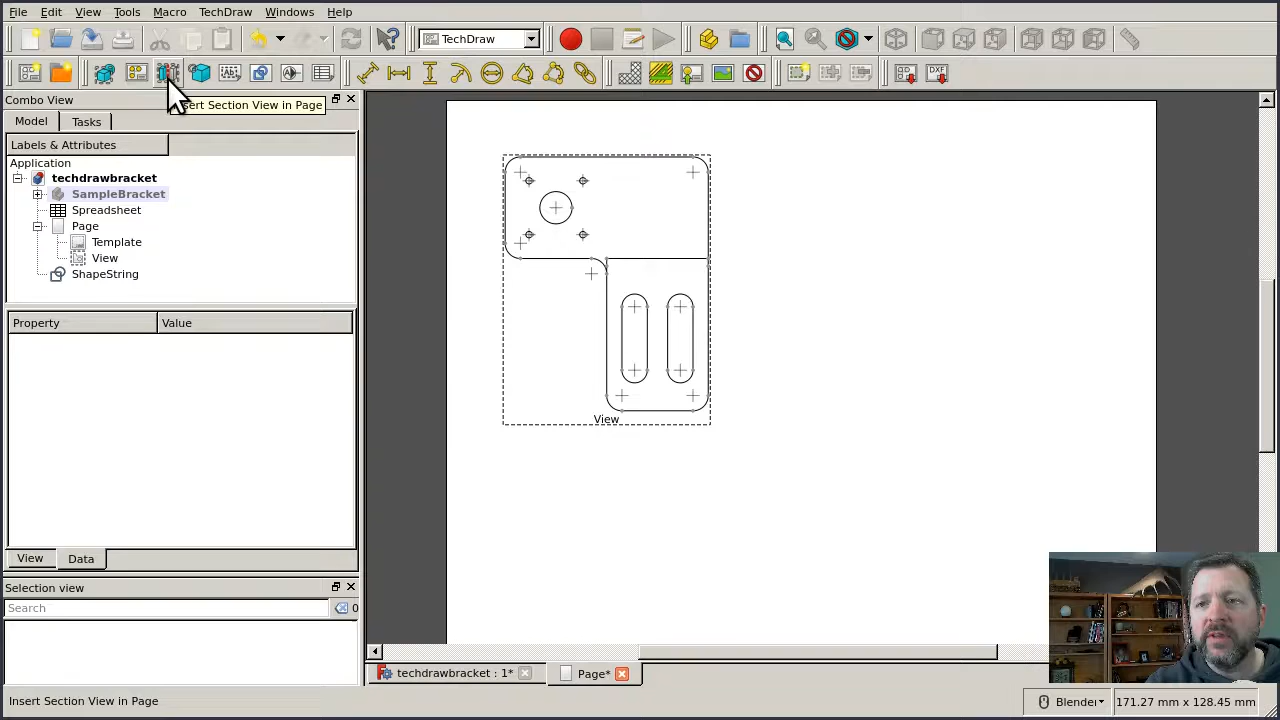 File Edit View Tools Macro TechDraw Windows Help
TechDraw
DXF
Combo View
Insert Section View in Page
Model Tasks
Labels & Attributes
Application
techdrawbracket
SampleBracket
Spreadsheet
Page
Template
View
ShapeString
Property Value
View
View Data
Selection view
Search
0
techdrawbracket : 1*
Page*
Insert Section View in Page
Blender
171.27 mm x 128.45 mm